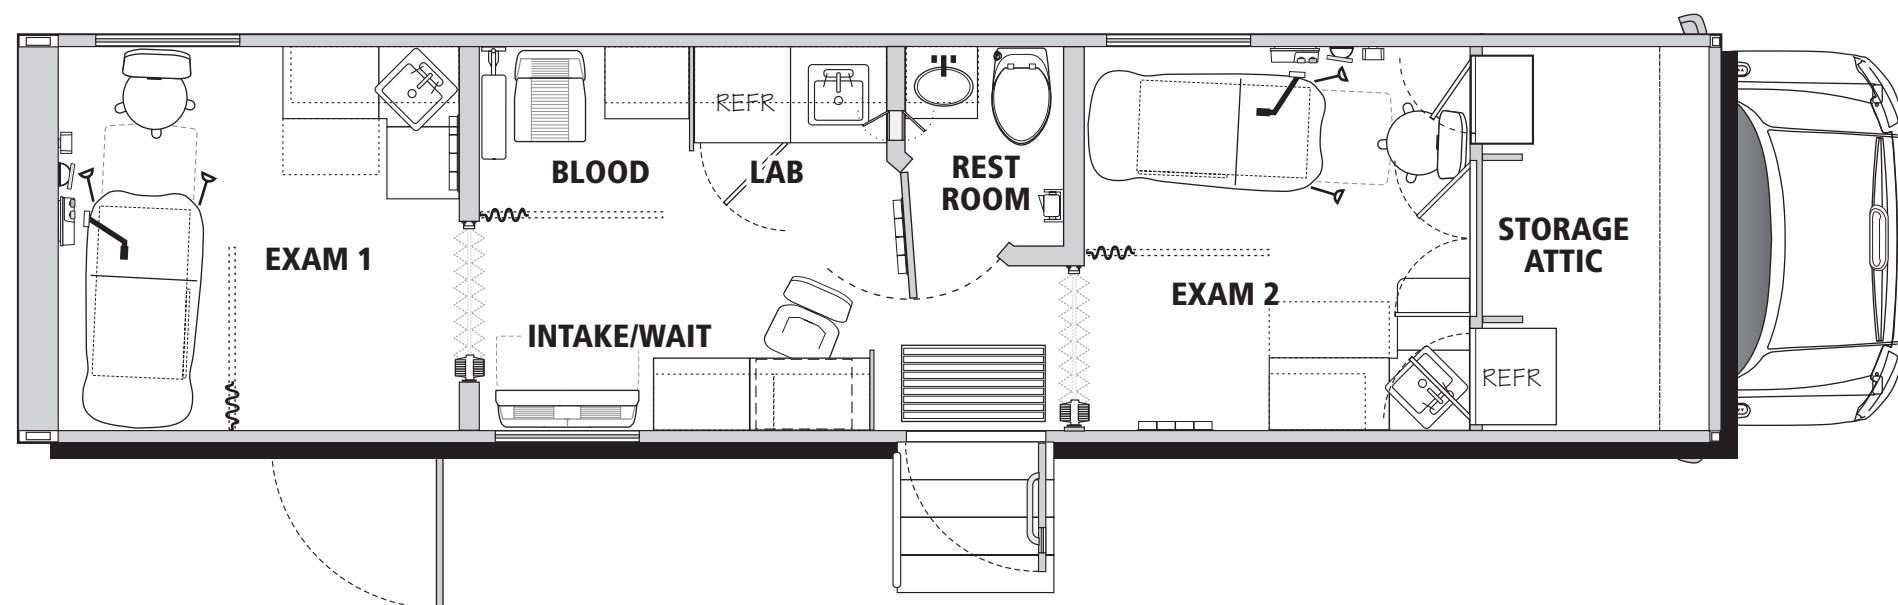 REFR
BLOOD
LAB
REST
ROOM
EXAM 1
STORAGE
ATTIC
EXAM 2
INTAKE/WAIT
REFR